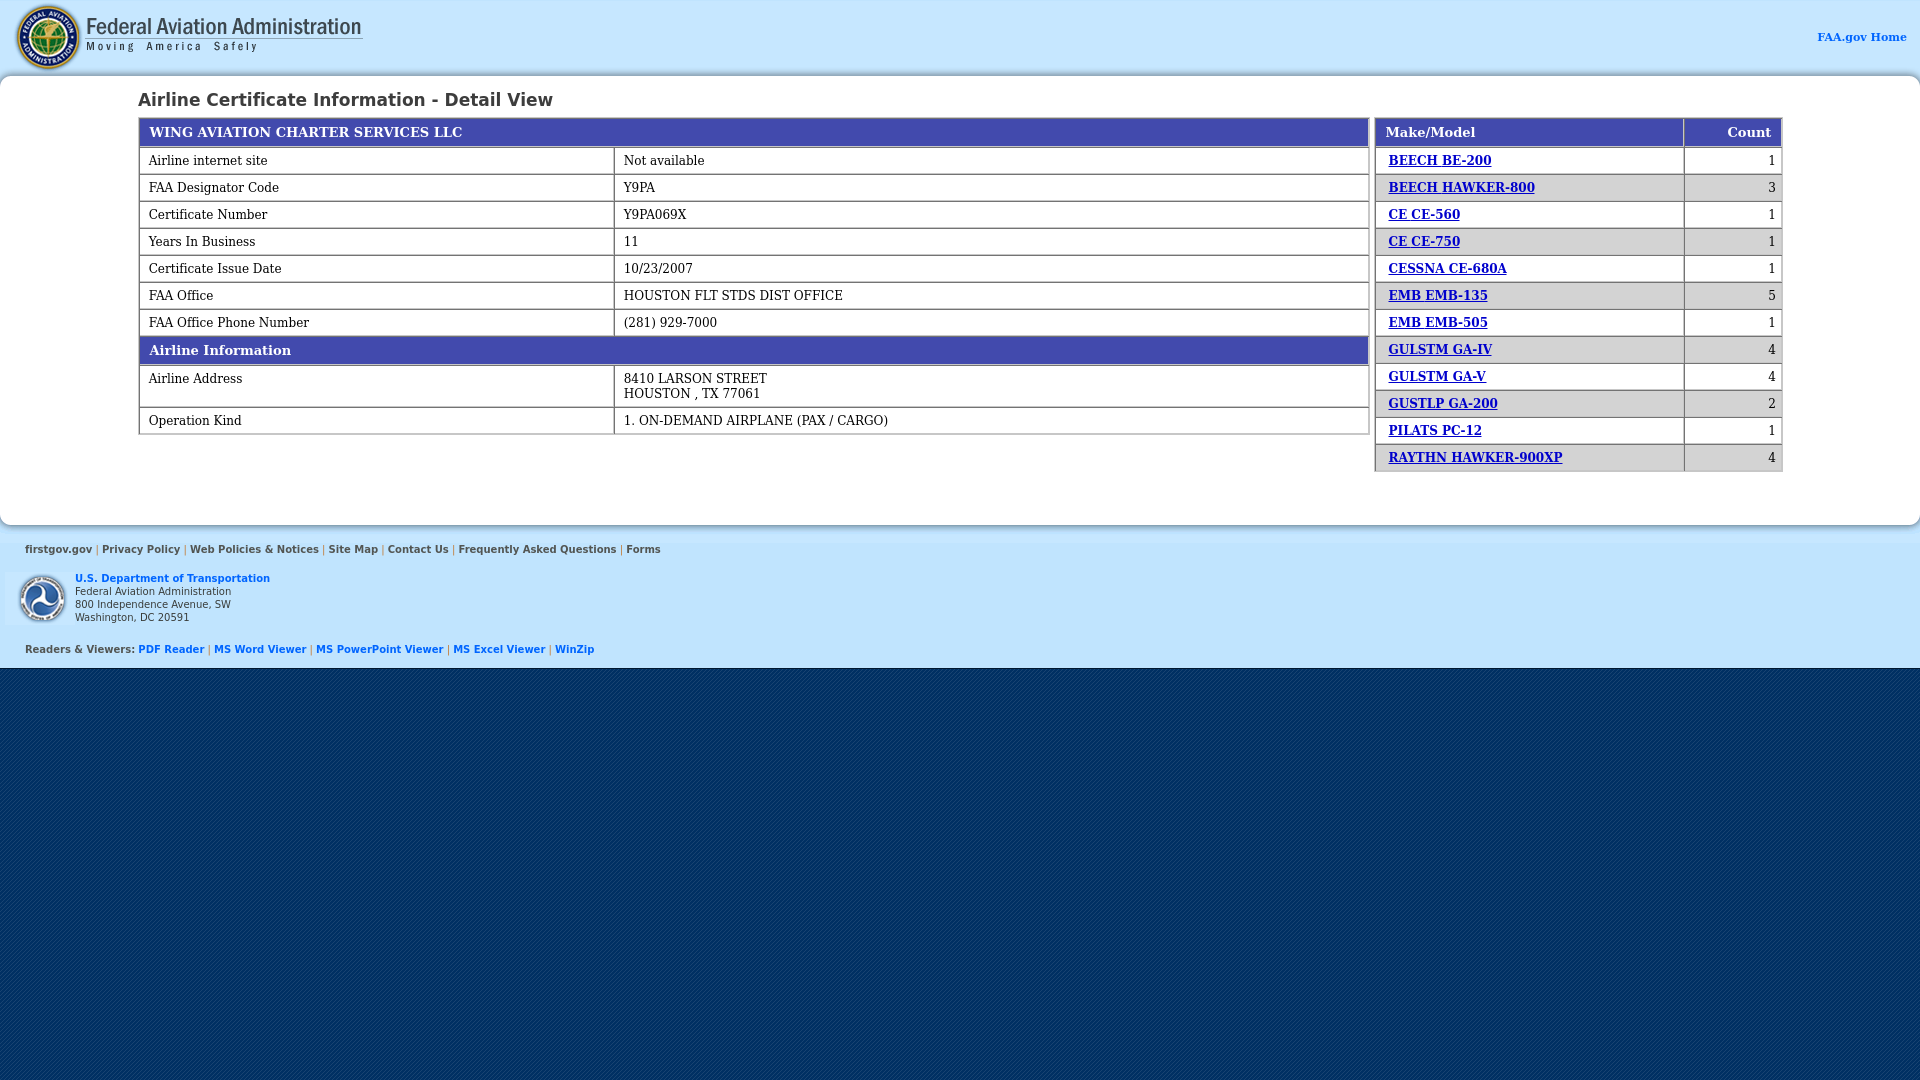 Federal Aviation Administration
Moving America Safely
FAA.gov Home
Airline Certificate Information - Detail View
WING AVIATION CHARTER SERVICES LLC
Airline internet site Not available
FAA Designator Code Y9PA
Certificate Number Y9PA069X
Years In Business 11
Certificate Issue Date 10/23/2007
FAA Office HOUSTON FLT STDS DIST OFFICE
FAA Office Phone Number (281) 929-7000
Airline Information
Airline Address 8410 LARSON STREET
HOUSTON , TX 77061
Operation Kind 1. ON-DEMAND AIRPLANE (PAX / CARGO)
Make/Model Count
BEECH BE-200 1
BEECH HAWKER-800 3
CE CE-560 1
CE CE-750 1
CESSNA CE-680A 1
EMB EMB-135 5
EMB EMB-505 1
GULSTM GA-IV 4
GULSTM GA-V 4
GUSTLP GA-200 2
PILATS PC-12 1
RAYTHN HAWKER-900XP 4
firstgov.gov | Privacy Policy | Web Policies & Notices | Site Map | Contact Us | Frequently Asked Questions | Forms
U.S. Department of Transportation
Federal Aviation Administration
800 Independence Avenue, SW
Washington, DC 20591
Readers & Viewers: PDF Reader | MS Word Viewer | MS PowerPoint Viewer | MS Excel Viewer | WinZip